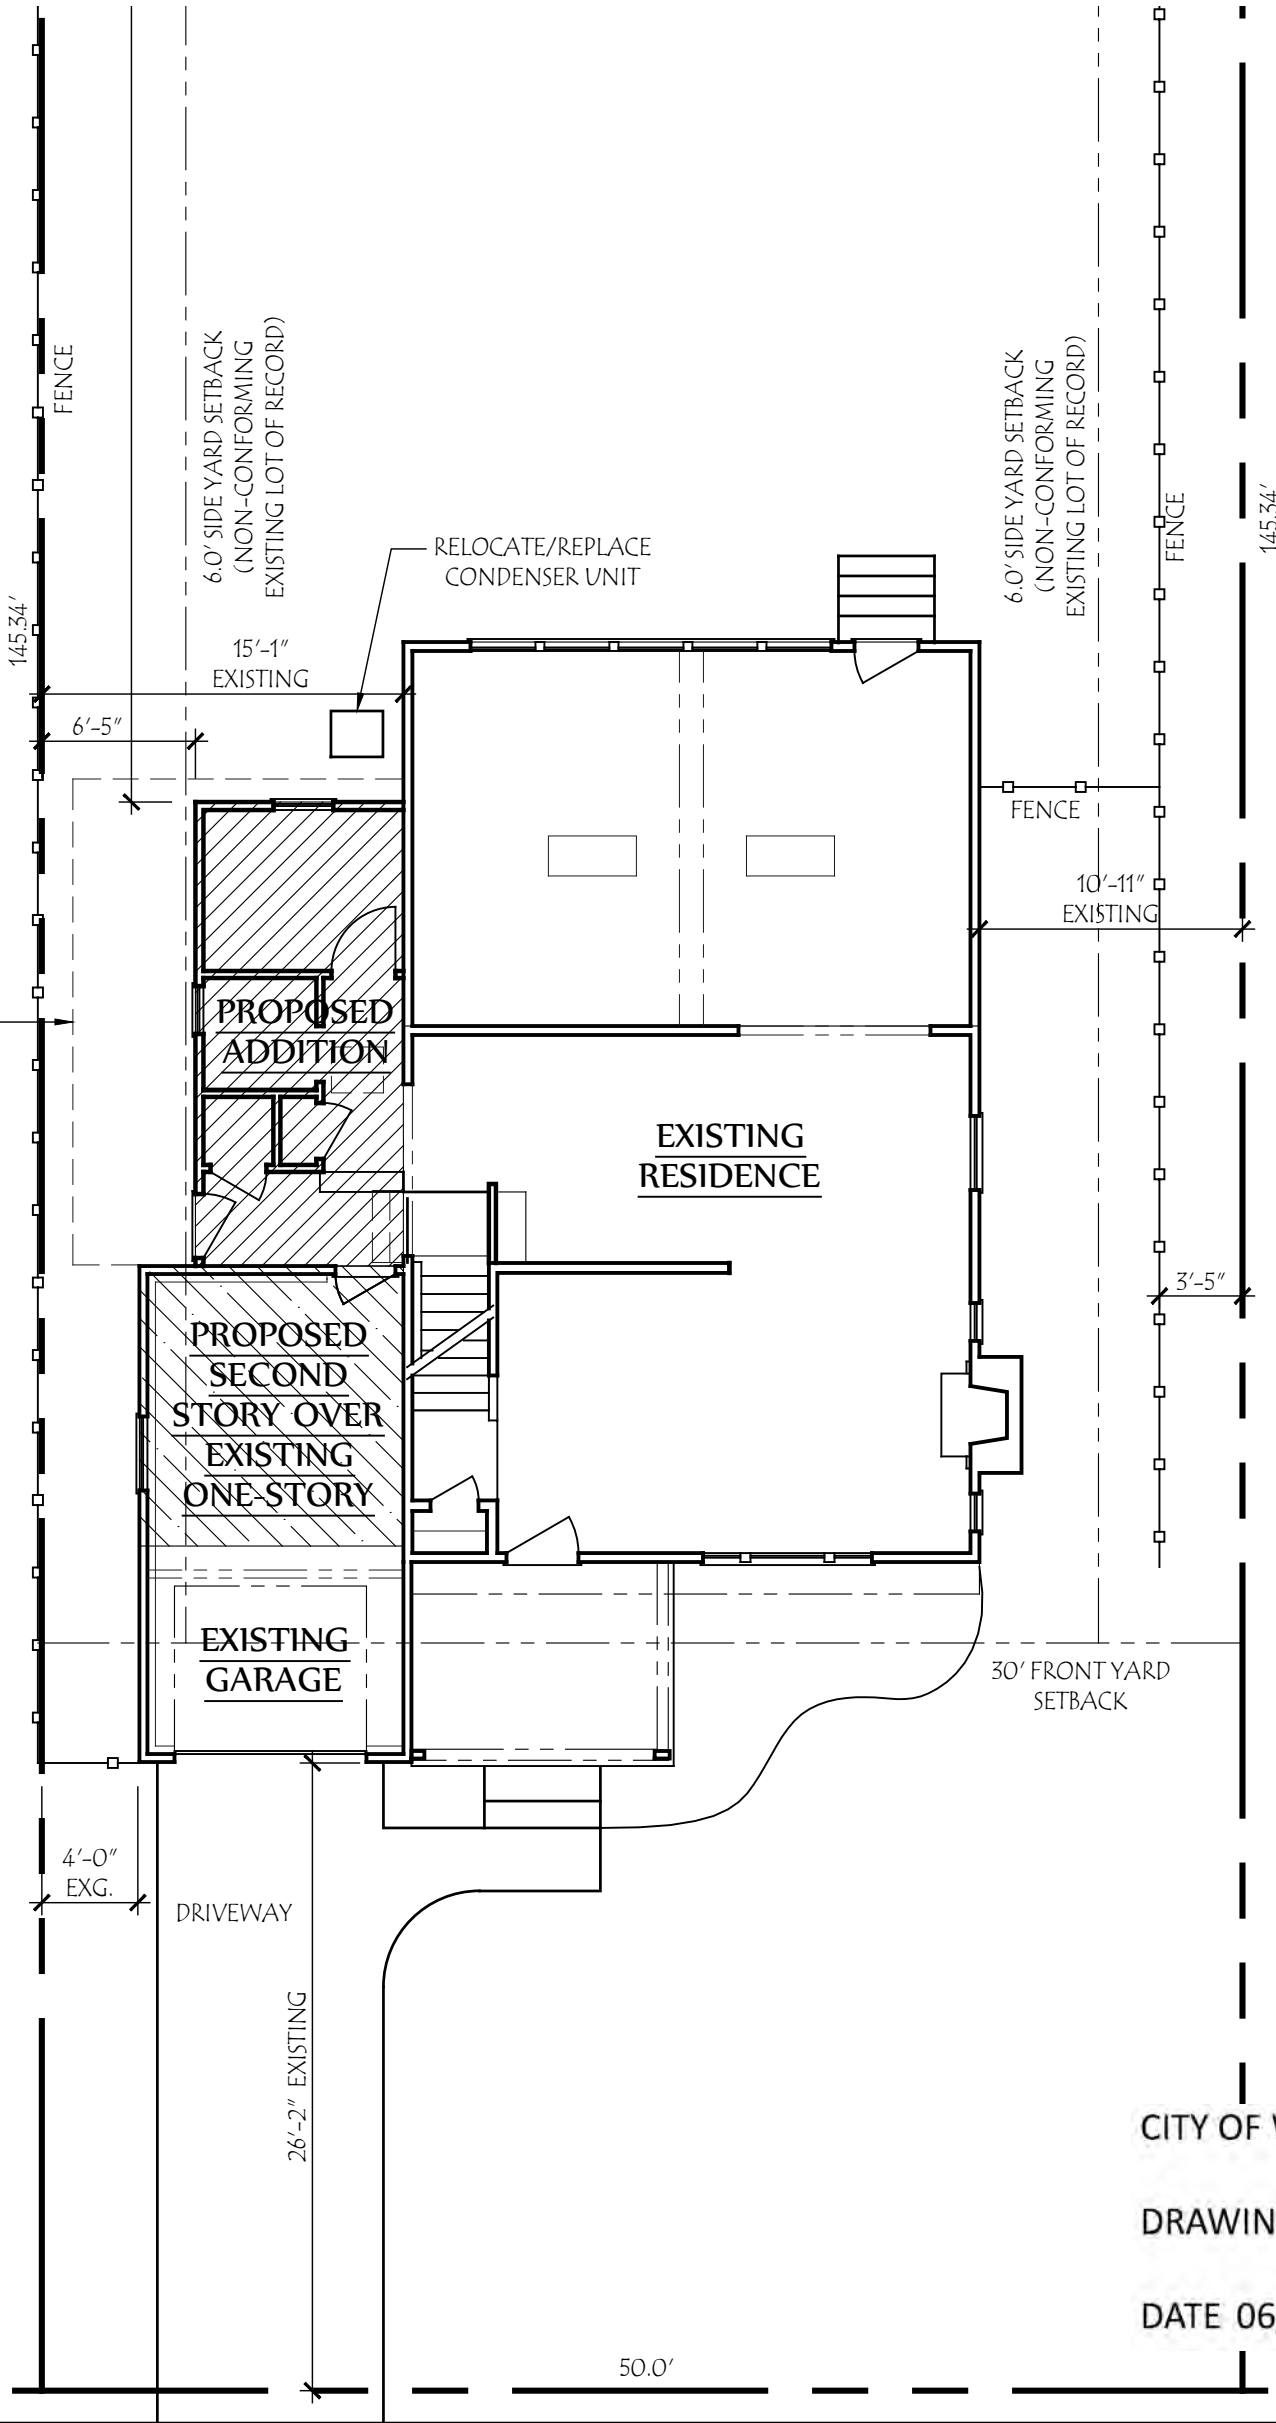 FENCE
6.0' SIDE YARD SETBACK
(NON-CONFORMING
EXISTING LOT OF RECORD)
6.0' SIDE YARD SETBACK
(NON-CONFORMING
EXISTING LOT OF RECORD)
FENCE
145.34'
RELOCATE/REPLACE
CONDENSER UNIT
145.34'
15'-1"
EXISTING
6'-5"
FENCE
10'-11"
EXISTING
PROPOSED
ADDITION
EXISTING
RESIDENCE
3'-5"
PROPOSED
SECOND
STORY OVER
EXISTING
ONE-STORY
EXISTING
GARAGE
30' FRONT YARD
SETBACK
4'-0"
EXG.
DRIVEWAY
26'-2" EXISTING
CITY OF
DRAWIN
DATE 06
50.0'